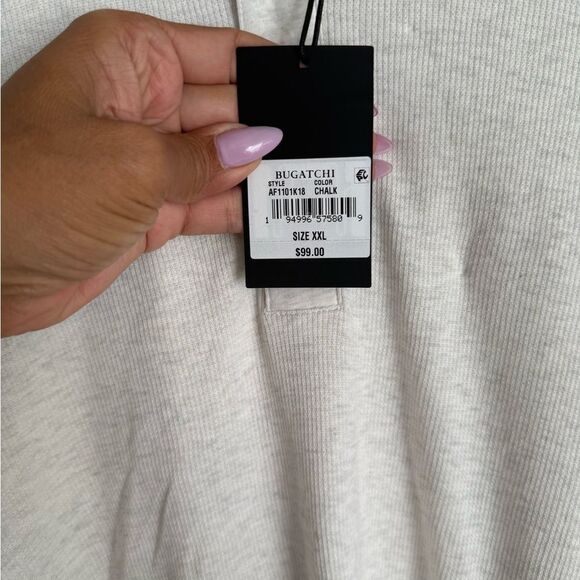 BUGATCHI
STYLE COLOR
AF1101K18 CHALK
1 94996 57580 9
SIZE XXL
$99.00